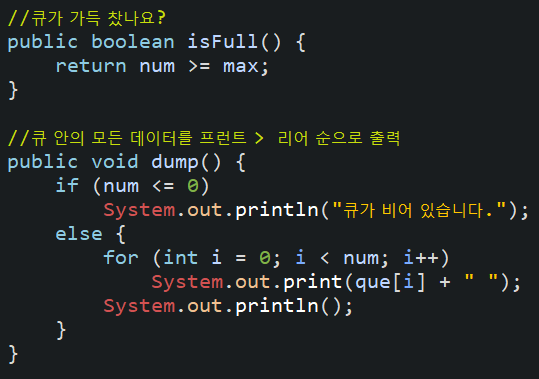 //큐가 가득 찼나요?
public boolean isFull() {
    return num >= max;
}

//큐 안의 모든 데이터를 프런트 > 리어 순으로 출력
public void dump() {
    if (num <= 0)
        System.out.println("큐가 비어 있습니다.");
    else {
        for (int i = 0; i < num; i++)
            System.out.print(que[i] + " ");
        System.out.println();
    }
}